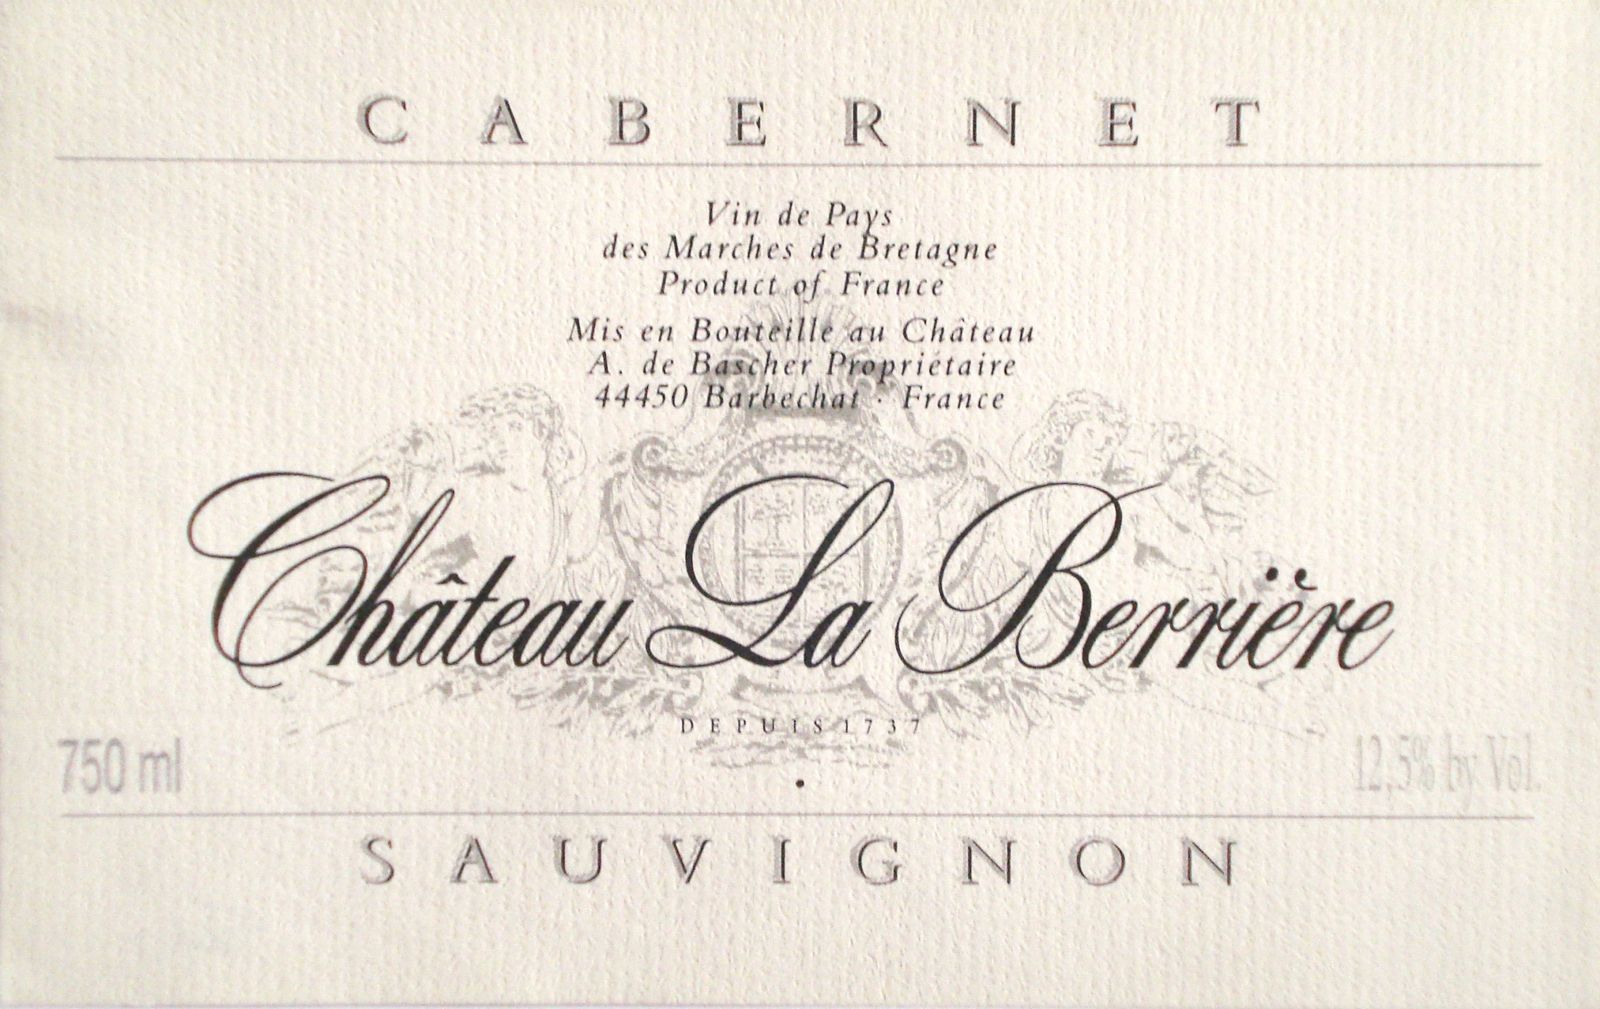 CABERNET
Vin de Pays
des Marches de Bretagne
Product of France
Mis en Bouteille au Château
A. de Bascher Propriétaire
44450 Barbechat · France
Château La Berrière
DEPUIS 1737
750 ml
12,5% by Vol.
SAUVIGNON